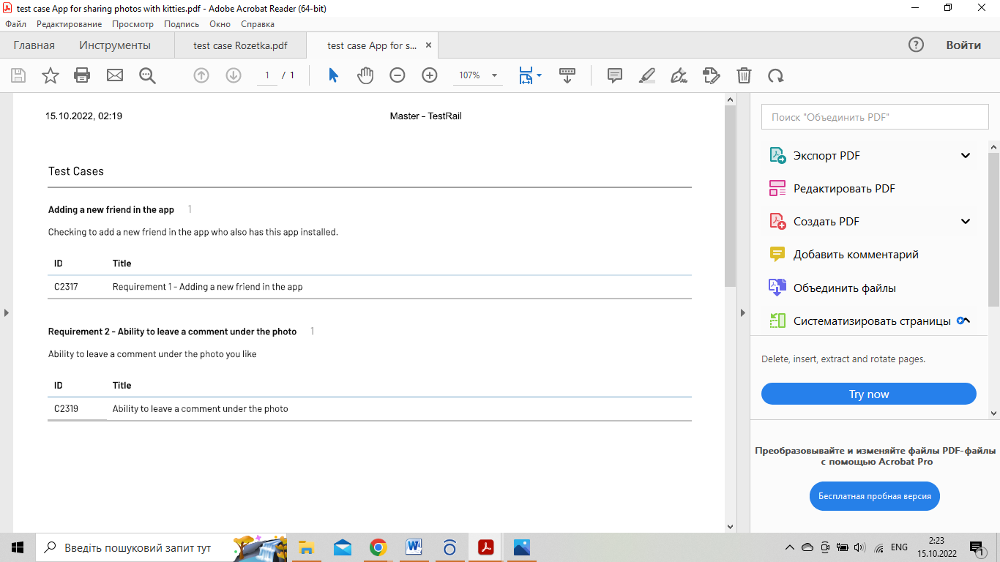 test case App for sharing photos with kitties.pdf - Adobe Acrobat Reader (64-bit)
Файл Редактирование Просмотр Подпись Окно Справка
Главная Инструменты test case Rozetka.pdf test case App for s... Войти
1 / 1 107%
15.10.2022, 02:19 Master – TestRail
Test Cases
Adding a new friend in the app 1
Checking to add a new friend in the app who also has this app installed.
ID Title
C2317 Requirement 1 - Adding a new friend in the app
Requirement 2 - Ability to leave a comment under the photo 1
Ability to leave a comment under the photo you like
ID Title
C2319 Ability to leave a comment under the photo
Поиск "Объединить PDF"
Экспорт PDF
Редактировать PDF
Создать PDF
Добавить комментарий
Объединить файлы
Систематизировать страницы
Delete, insert, extract and rotate pages.
Try now
Преобразовывайте и изменяйте файлы PDF-файлы
с помощью Acrobat Pro
Бесплатная пробная версия
Введіть пошуковий запит тут
ENG
2:23
15.10.2022
1